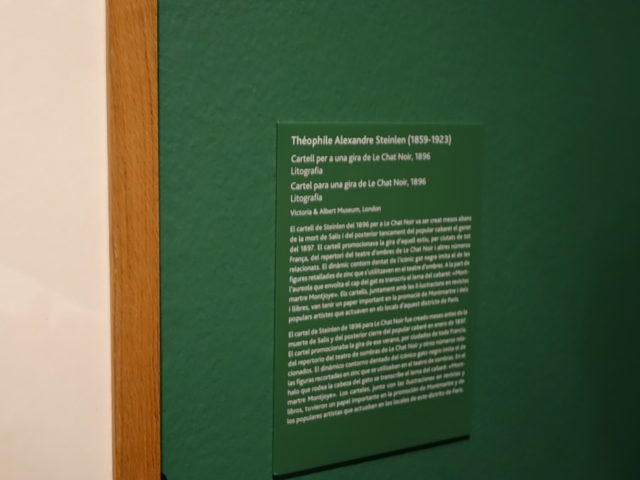 Théophile Alexandre Steinlen (1859-1923)
Cartell per a una gira de Le Chat Noir, 1896
Litografia
Cartel para una gira de Le Chat Noir, 1896
Litografía
Victoria & Albert Museum, London
El cartell de Steinlen del 1896 per a Le Chat Noir va ser creat mesos abans
de la mort de Salis i del posterior tancament del popular cabaret el gener
del 1897. El cartell promocionava la gira d'aquell estiu, per ciutats de tot
França, del repertori del teatre d'ombres de Le Chat Noir i altres números
relacionats. El dinàmic contorn dentat de l'icònic gat negre imita el de les
figures retallades de zinc que s'utilitzaven en el teatre d'ombres. A la part de
l'aureola que envolta el cap del gat es transcriu el lema del cabaret: «Mont-
martre Montjoye». Els cartells, juntament amb les il·lustracions en revistes
i llibres, van tenir un paper important en la promoció de Montmartre i dels
populars artistes que actuaven en els locals d'aquest districte de París.
El cartel de Steinlen de 1896 para Le Chat Noir fue creado meses antes de la
muerte de Salis y del posterior cierre del popular cabaré en enero de 1897.
El cartel promocionaba la gira de ese verano, por ciudades de toda Francia,
del repertorio del teatro de sombras de Le Chat Noir y otros números rela-
cionados. El dinámico contorno dentado del icónico gato negro imita el de
las figuras recortadas en zinc que se utilizaban en el teatro de sombras. En el
halo que rodea la cabeza del gato se transcribe el lema del cabaré: «Mont-
martre Montjoye». Los carteles, junto con las ilustraciones en revistas y
libros, tuvieron un papel importante en la promoción de Montmartre y de
los populares artistas que actuaban en los locales de este distrito de París.